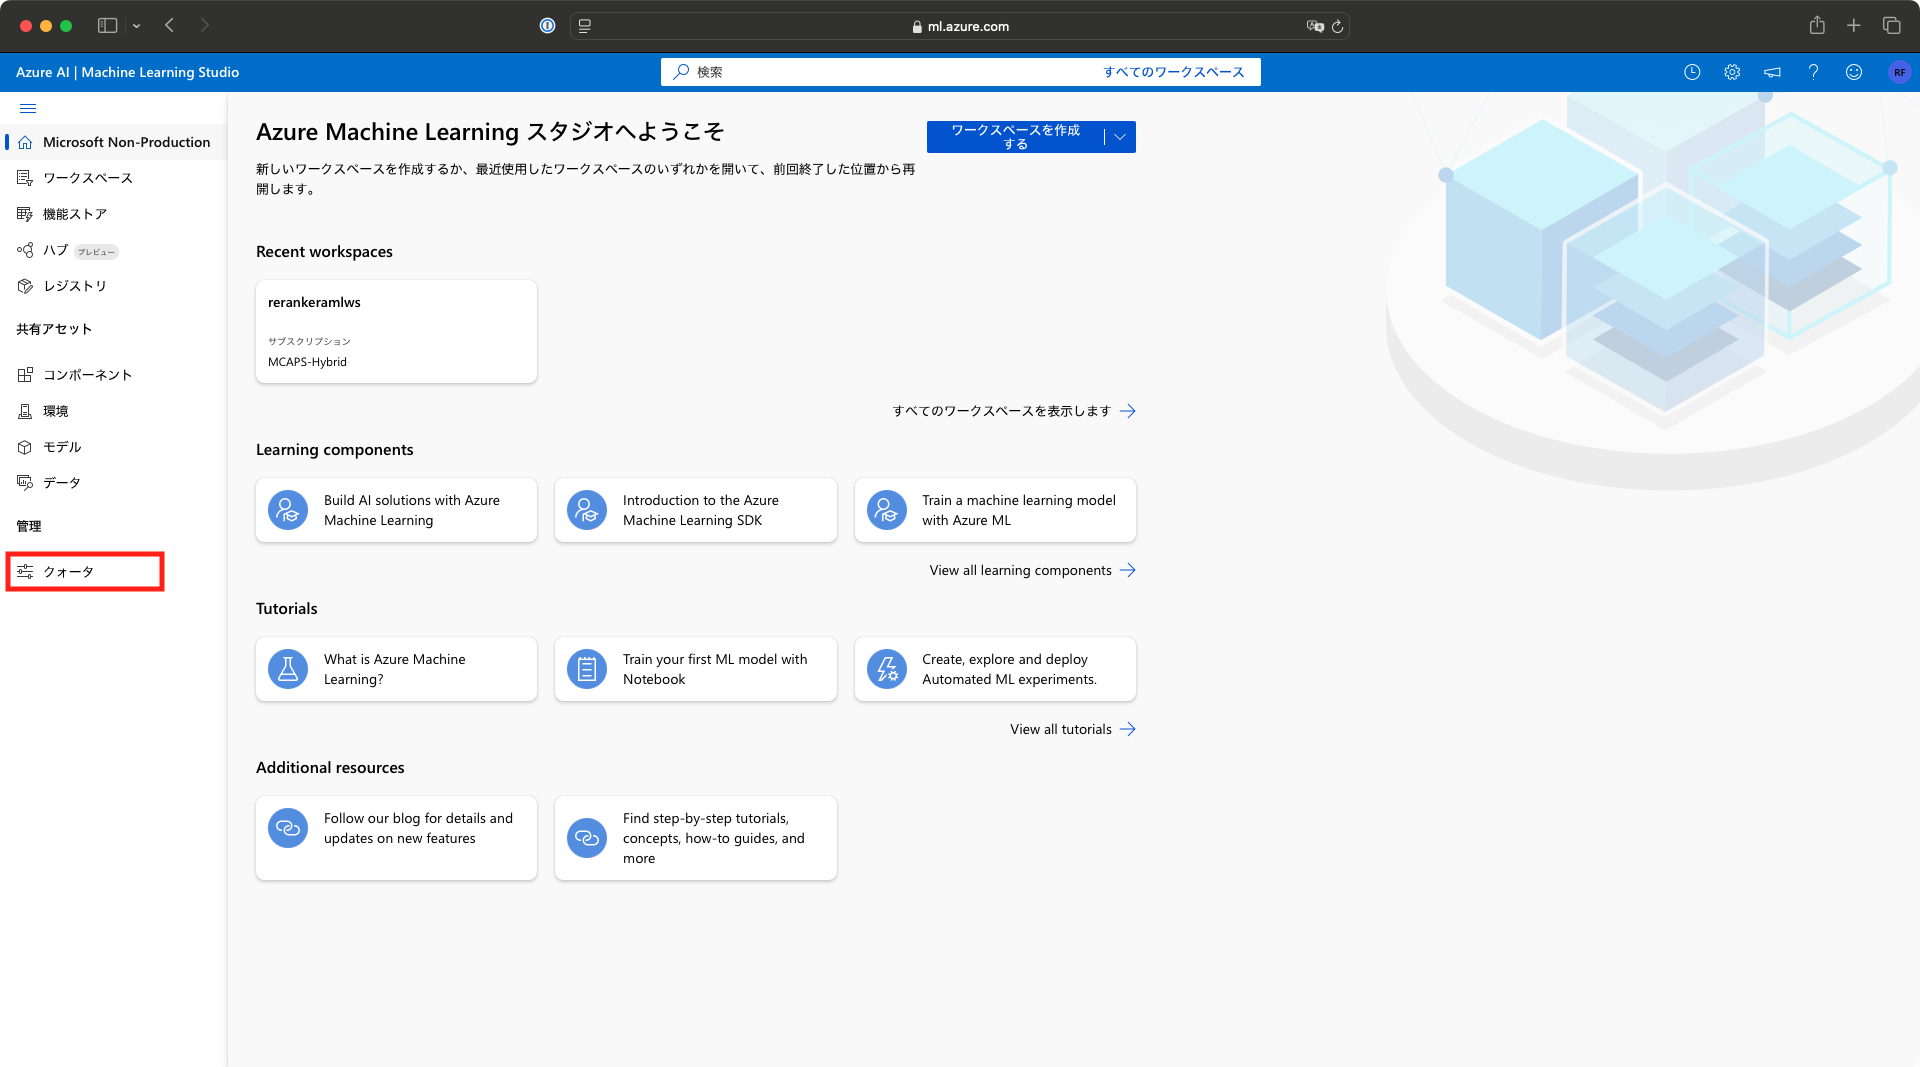 ml.azure.com
Azure AI | Machine Learning Studio
検索
すべてのワークスペース
RF
Microsoft Non-Production
ワークスペース
機能ストア
ハブ プレビュー
レジストリ
共有アセット
コンポーネント
環境
モデル
データ
管理
クォータ
Azure Machine Learning スタジオへようこそ
ワークスペースを作成
する
新しいワークスペースを作成するか、最近使用したワークスペースのいずれかを開いて、前回終了した位置から再
開します。
Recent workspaces
rerankeramlws
サブスクリプション
MCAPS-Hybrid
すべてのワークスペースを表示します
Learning components
Build AI solutions with Azure
Machine Learning
Introduction to the Azure
Machine Learning SDK
Train a machine learning model
with Azure ML
View all learning components
Tutorials
What is Azure Machine
Learning?
Train your first ML model with
Notebook
Create, explore and deploy
Automated ML experiments.
View all tutorials
Additional resources
Follow our blog for details and
updates on new features
Find step-by-step tutorials,
concepts, how-to guides, and
more